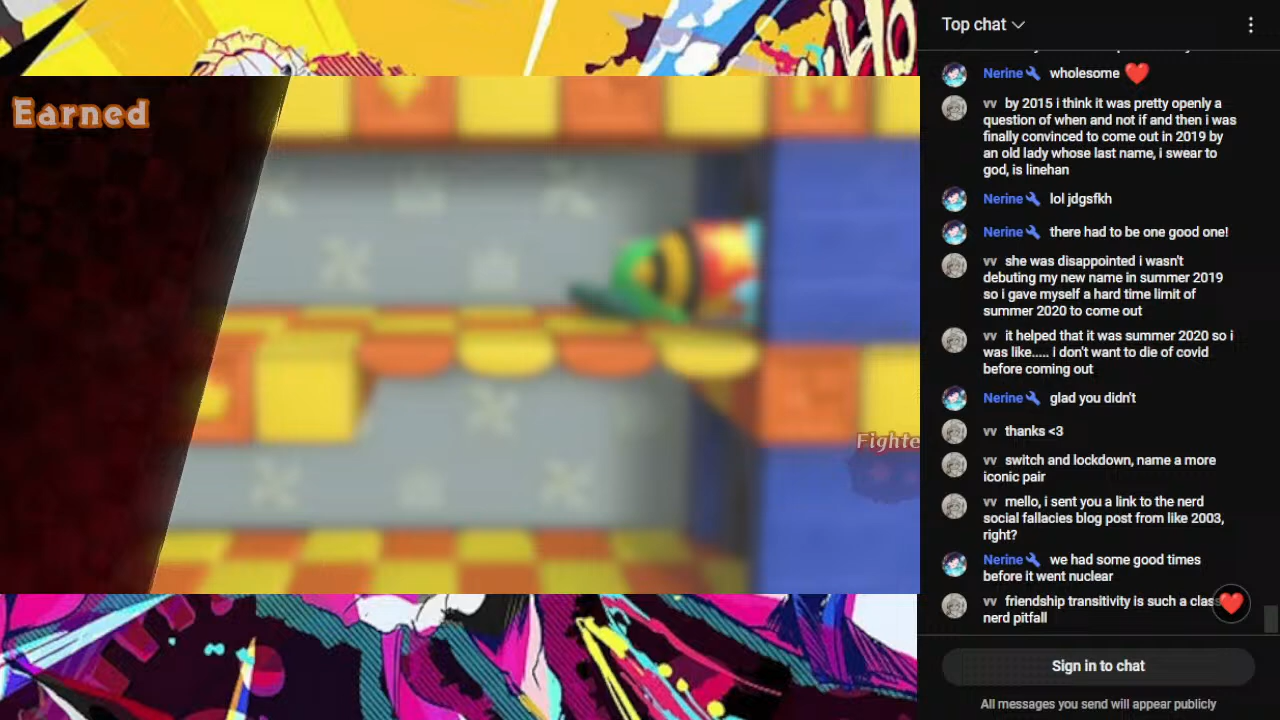 Top chat
Earned
Nerine wholesome
vv by 2015 i think it was pretty openly a
question of when and not if and then i was
finally convinced to come out in 2019 by
an old lady whose last name, i swear to
god, is linehan
Nerine lol jdgsfkh
Nerine there had to be one good one!
vv she was disappointed i wasn't
debuting my new name in summer 2019
so i gave myself a hard time limit of
summer 2020 to come out
vv it helped that it was summer 2020 so i
was like..... i don't want to die of covid
before coming out
Nerine glad you didn't
vv thanks <3
Fighte
vv switch and lockdown, name a more
iconic pair
vv mello, i sent you a link to the nerd
social fallacies blog post from like 2003,
right?
Nerine we had some good times
before it went nuclear
vv friendship transitivity is such a class
nerd pitfall
Sign in to chat
All messages you send will appear publicly